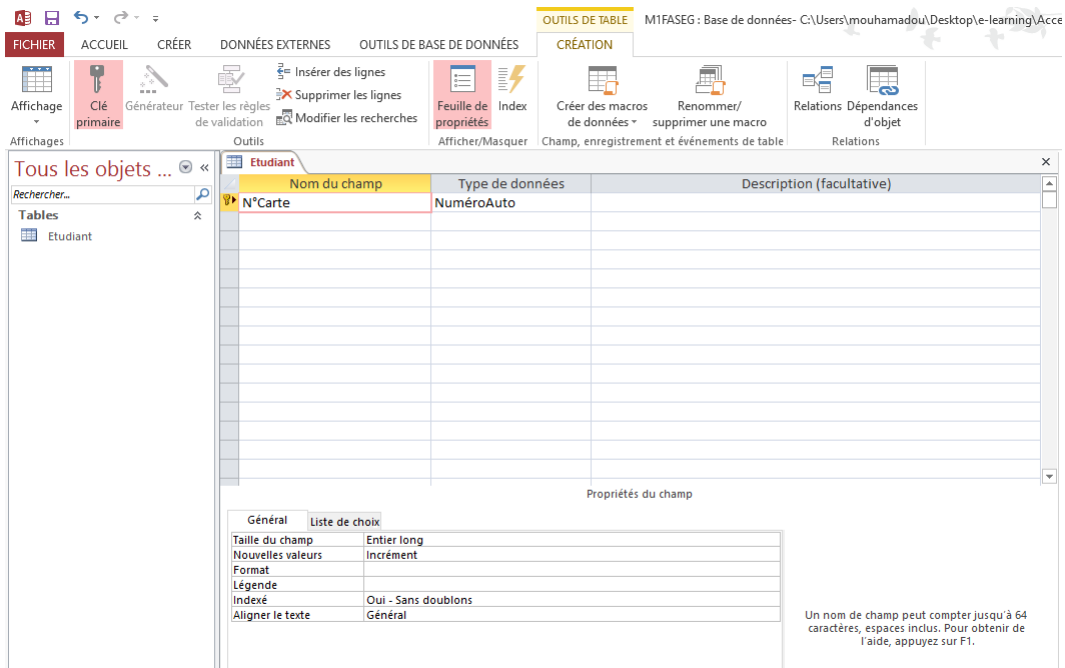 OUTILS DE TABLE M1FASEG : Base de données- C:\Users\mouhamadou\Desktop\e-learning\Acce
FICHIER ACCUEIL CRÉER DONNÉES EXTERNES OUTILS DE BASE DE DONNÉES CRÉATION
Affichage
Clé
primaire
Générateur
Tester les règles
de validation
Insérer des lignes
Supprimer les lignes
Modifier les recherches
Feuille de
propriétés
Index
Créer des macros
de données
Renommer/
supprimer une macro
Relations
Dépendances
d'objet
Affichages Outils Afficher/Masquer Champ, enregistrement et événements de table Relations
Tous les objets ...
Rechercher...
Tables
Etudiant
Etudiant
Nom du champ Type de données Description (facultative)
N°Carte NuméroAuto
Propriétés du champ
Général Liste de choix
Taille du champ Entier long
Nouvelles valeurs Incrément
Format
Légende
Indexé Oui - Sans doublons
Aligner le texte Général
Un nom de champ peut compter jusqu'à 64
caractères, espaces inclus. Pour obtenir de
l'aide, appuyez sur F1.